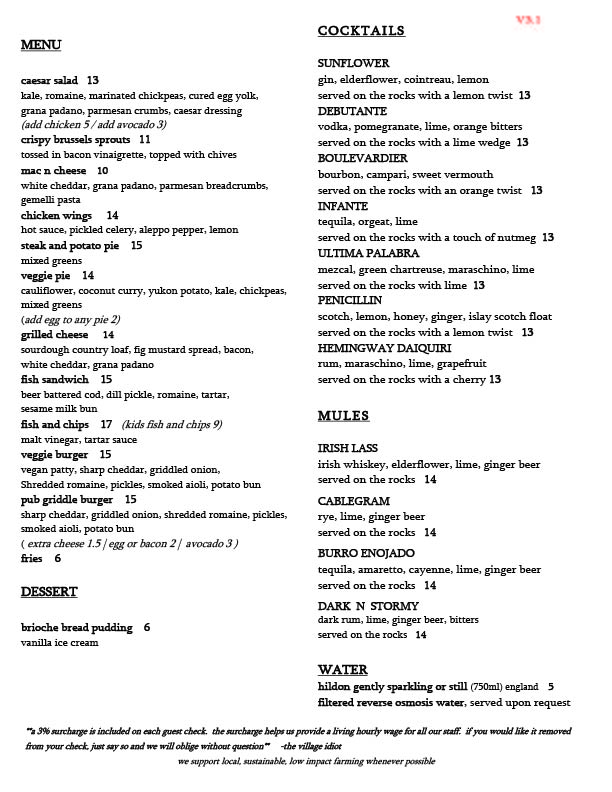 MENU
caesar salad 13
kale, romaine, marinated chickpeas, cured egg yolk,
grana padano, parmesan crumbs, caesar dressing
(add chicken 5 / add avocado 3)
crispy brussels sprouts 11
tossed in bacon vinaigrette, topped with chives
mac n cheese 10
white cheddar, grana padano, parmesan breadcrumbs,
gemelli pasta
chicken wings 14
hot sauce, pickled celery, aleppo pepper, lemon
steak and potato pie 15
mixed greens
veggie pie 14
cauliflower, coconut curry, yukon potato, kale, chickpeas,
mixed greens
(add egg to any pie 2)
grilled cheese 14
sourdough country loaf, fig mustard spread, bacon,
white cheddar, grana padano
fish sandwich 15
beer battered cod, dill pickle, romaine, tartar,
sesame milk bun
fish and chips 17 (kids fish and chips 9)
malt vinegar, tartar sauce
veggie burger 15
vegan patty, sharp cheddar, griddled onion,
Shredded romaine, pickles, smoked aioli, potato bun
pub griddle burger 15
sharp cheddar, griddled onion, shredded romaine, pickles,
smoked aioli, potato bun
( extra cheese 1.5 | egg or bacon 2 | avocado 3 )
fries 6
DESSERT
brioche bread pudding 6
vanilla ice cream
V3.1
COCKTAILS
SUNFLOWER
gin, elderflower, cointreau, lemon
served on the rocks with a lemon twist 13
DEBUTANTE
vodka, pomegranate, lime, orange bitters
served on the rocks with a lime wedge 13
BOULEVARDIER
bourbon, campari, sweet vermouth
served on the rocks with an orange twist 13
INFANTE
tequila, orgeat, lime
served on the rocks with a touch of nutmeg 13
ULTIMA PALABRA
mezcal, green chartreuse, maraschino, lime
served on the rocks with lime 13
PENICILLIN
scotch, lemon, honey, ginger, islay scotch float
served on the rocks with a lemon twist 13
HEMINGWAY DAIQUIRI
rum, maraschino, lime, grapefruit
served on the rocks with a cherry 13
MULES
IRISH LASS
irish whiskey, elderflower, lime, ginger beer
served on the rocks 14
CABLEGRAM
rye, lime, ginger beer
served on the rocks 14
BURRO ENOJADO
tequila, amaretto, cayenne, lime, ginger beer
served on the rocks 14
DARK N STORMY
dark rum, lime, ginger beer, bitters
served on the rocks 14
WATER
hildon gently sparkling or still (750ml) england 5
filtered reverse osmosis water, served upon request
**a 3% surcharge is included on each guest check. the surcharge helps us provide a living hourly wage for all our staff. if you would like it removed
from your check, just say so and we will oblige without question** -the village idiot
we support local, sustainable, low impact farming whenever possible